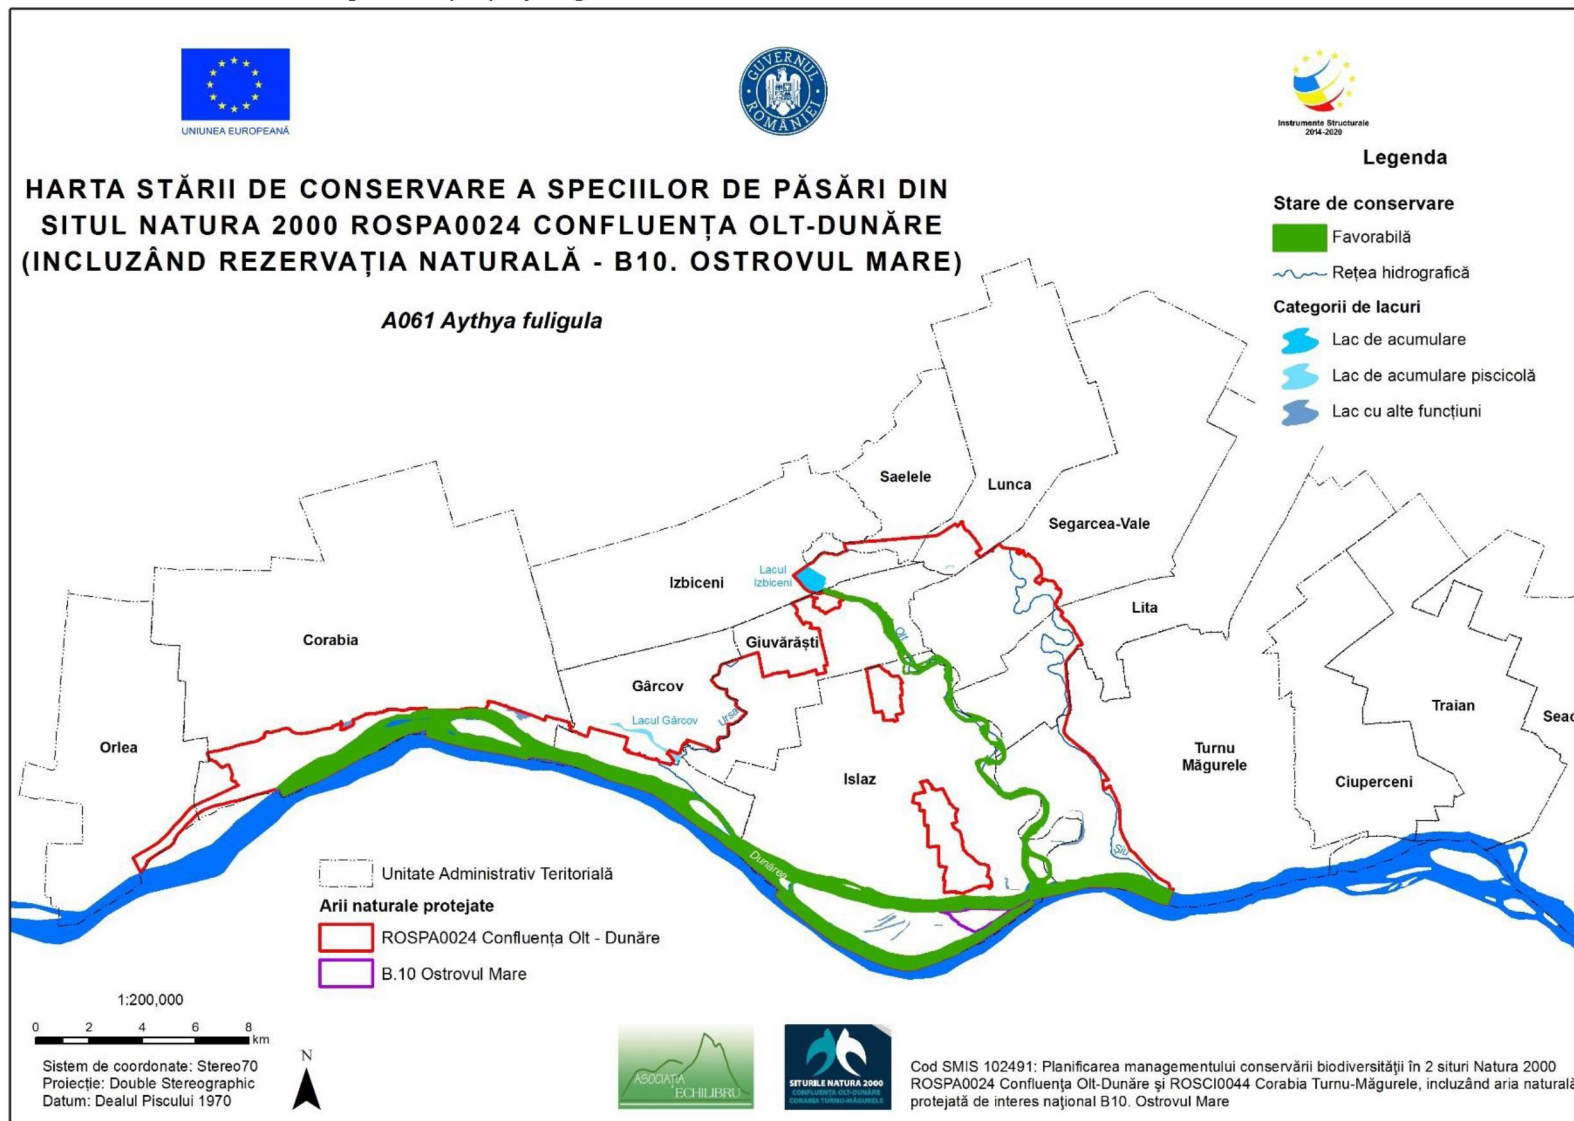 UNIUNEA EUROPEANĂ
GUVERNUL ROMÂNIEI
Instrumente Structurale
2014-2020
HARTA STĂRII DE CONSERVARE A SPECIILOR DE PĂSĂRI DIN
SITUL NATURA 2000 ROSPA0024 CONFLUENȚA OLT-DUNĂRE
(INCLUZÂND REZERVAȚIA NATURALĂ - B10. OSTROVUL MARE)
A061 Aythya fuligula
Legenda
Stare de conservare
Favorabilă
Rețea hidrografică
Categorii de lacuri
Lac de acumulare
Lac de acumulare piscicolă
Lac cu alte funcțiuni
Saelele
Lunca
Segarcea-Vale
Izbiceni
Lacul
Izbiceni
Lita
Corabia
Giuvărăști
Olt
Gârcov
Lacul Gârcov
Ursa
Orlea
Islaz
Turnu
Măgurele
Traian
Seac
Ciuperceni
Siu
Dunărea
Unitate Administrativ Teritorială
Arii naturale protejate
ROSPA0024 Confluența Olt - Dunăre
B.10 Ostrovul Mare
1:200,000
0 2 4 6 8
km
N
Sistem de coordonate: Stereo70
Proiecție: Double Stereographic
Datum: Dealul Piscului 1970
ASOCIAȚIA
ECHILIBRU
SITURILE NATURA 2000
CONFLUENȚA OLT-DUNĂRE
CORABIA TURNU-MĂGURELE
Cod SMIS 102491: Planificarea managementului conservării biodiversității în 2 situri Natura 2000
ROSPA0024 Confluența Olt-Dunăre și ROSCI0044 Corabia Turnu-Măgurele, incluzând aria naturală
protejată de interes național B10. Ostrovul Mare